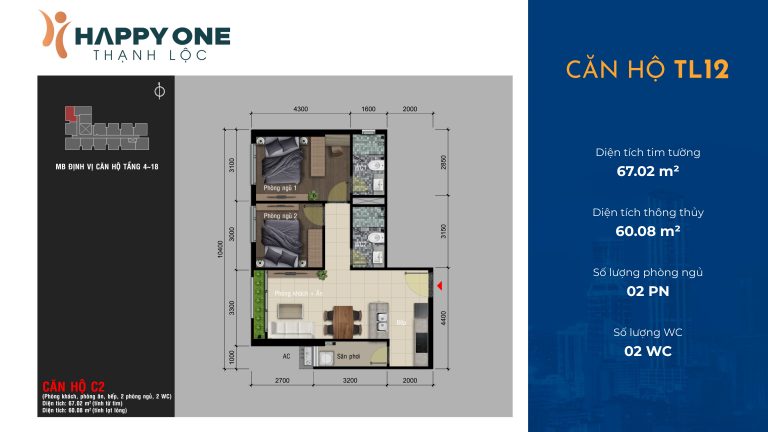 HAPPY ONE
THẠNH LỘC
MB ĐỊNH VỊ CĂN HỘ TẦNG 4-18
CĂN HỘ C2
(Phòng khách, phòng ăn, bếp, 2 phòng ngủ, 2 WC)
Diện tích: 67.02 m² (tính từ tim)
Diện tích: 60.08 m² (tính lọt lòng)
4300
1600
2000
3100
2850
Phòng ngủ 1
Phòng ngủ 2
10400
3000
3150
Phòng khách + Ăn
Bếp
3300
4400
1000
AC
Sân phơi
2700
3200
2000
CĂN HỘ TL12
Diện tích tim tường
67.02 m²
Diện tích thông thủy
60.08 m²
Số lượng phòng ngủ
02 PN
Số lượng WC
02 WC